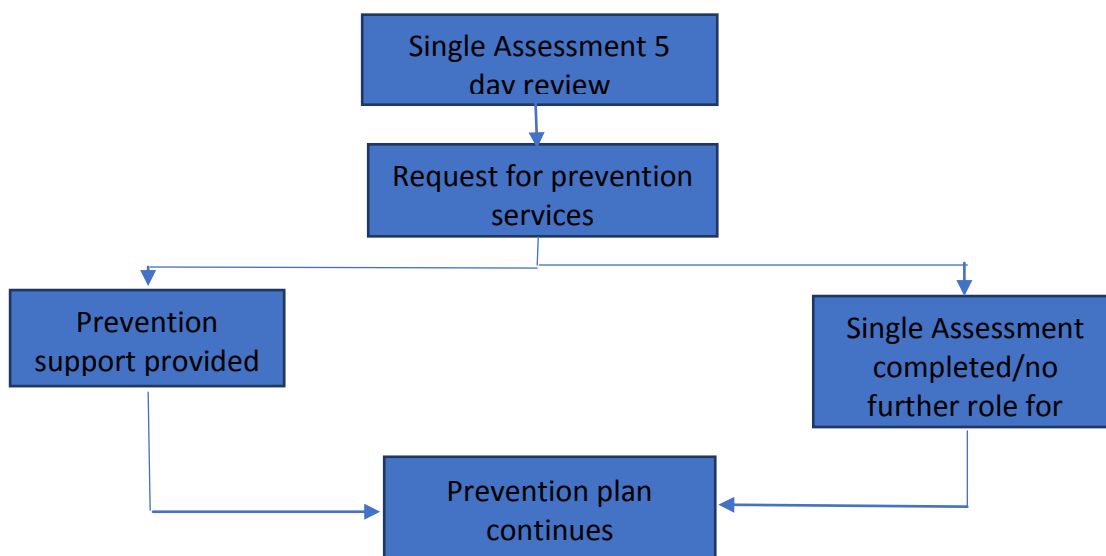 Single Assessment 5
day review
Request for prevention
services
Prevention
support provided
Single Assessment
completed/no
further role for
Prevention plan
continues